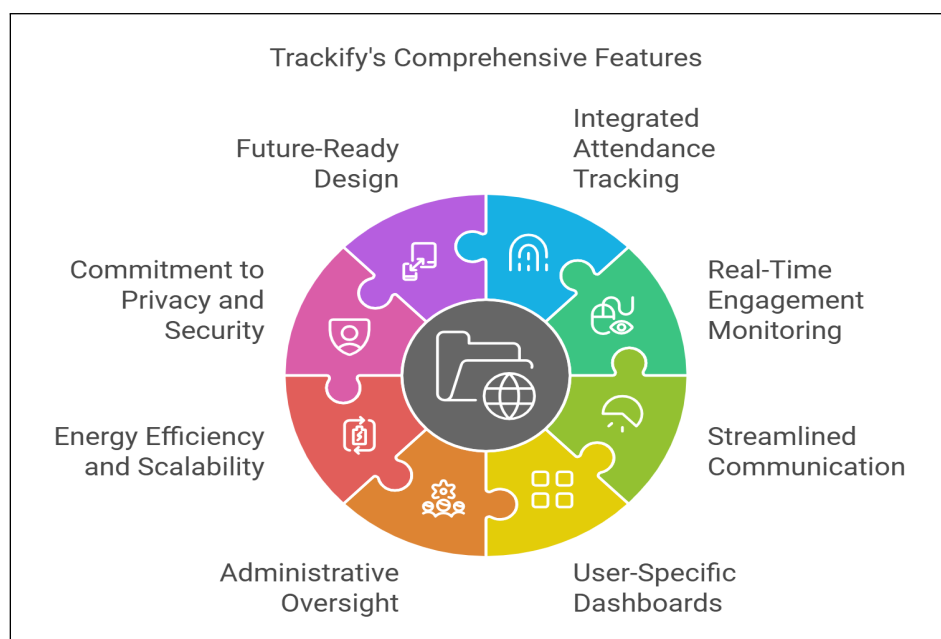 Trackify's Comprehensive Features
Integrated
Attendance
Tracking
Future-Ready
Design
Commitment to
Privacy and
Security
Real-Time
Engagement
Monitoring
Energy Efficiency
and Scalability
Streamlined
Communication
Administrative
Oversight
User-Specific
Dashboards